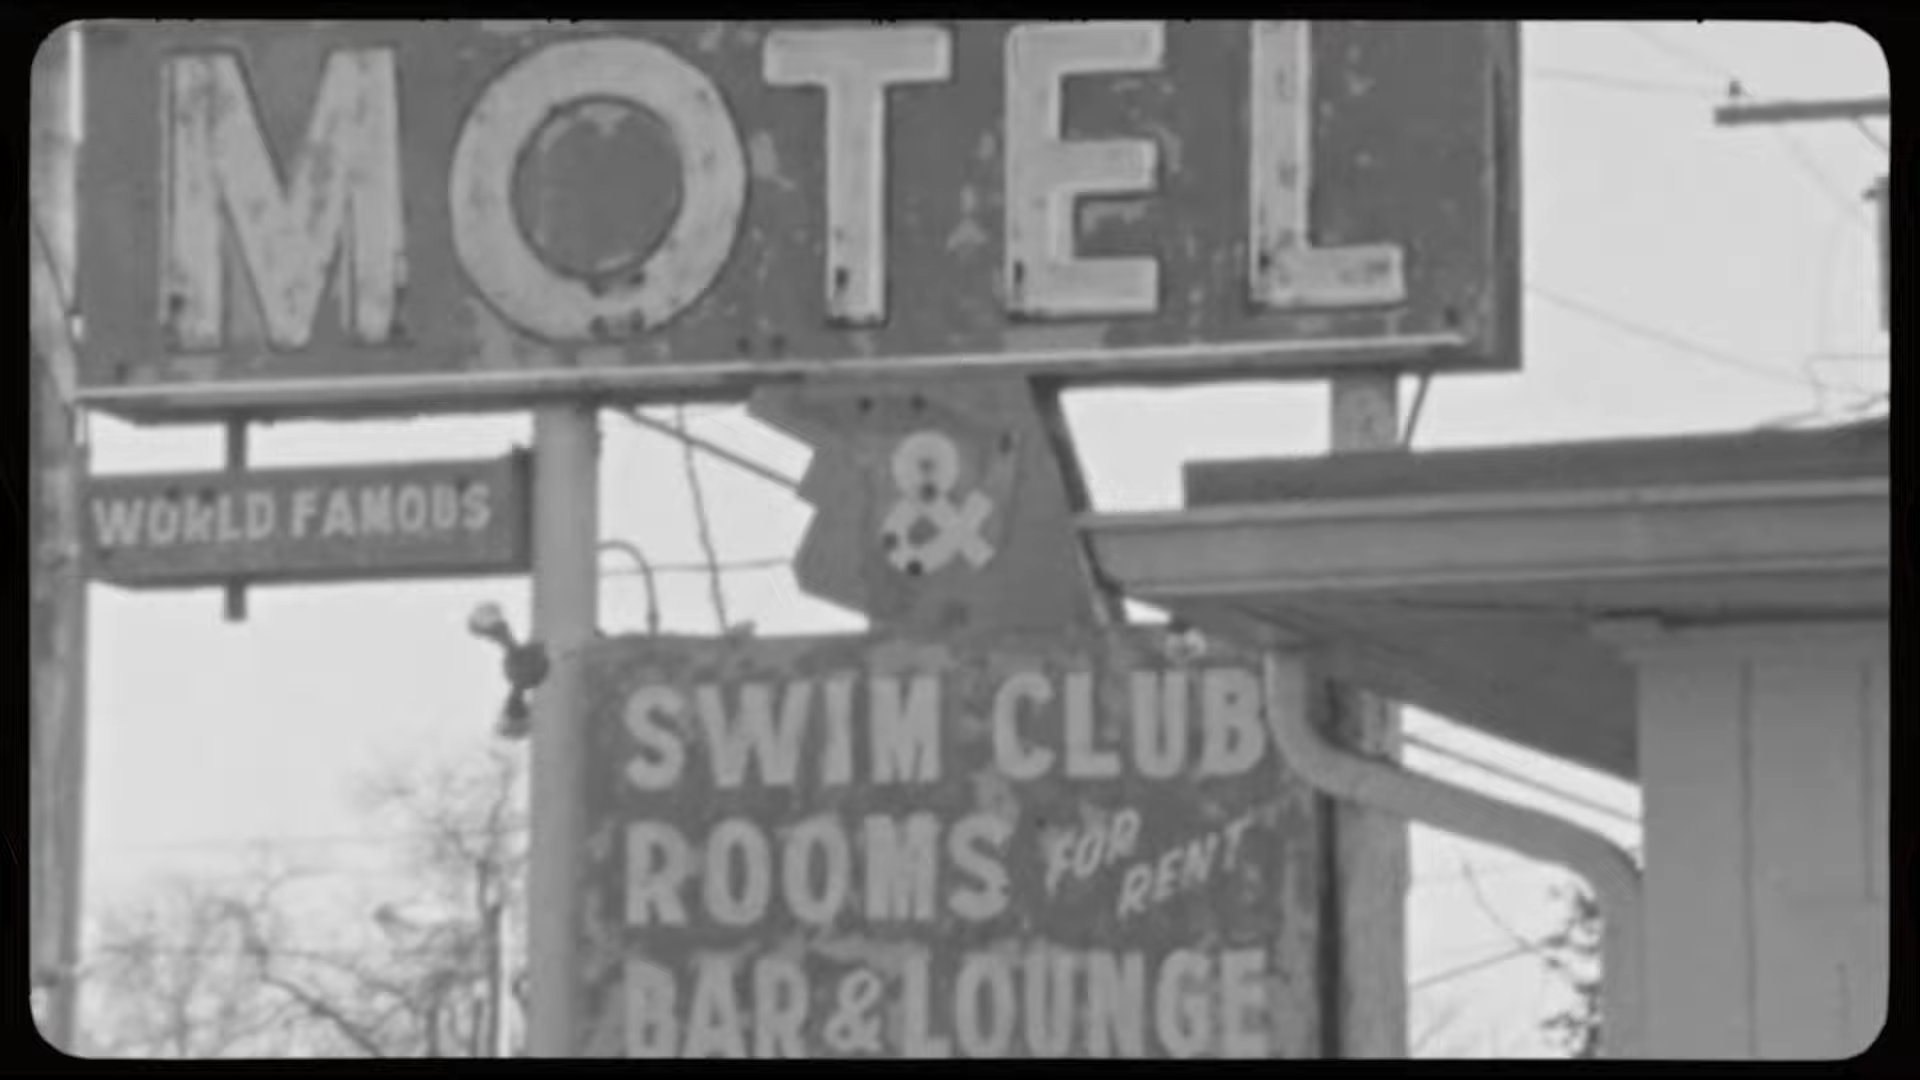 MOTEL
WORLD FAMOUS
&
SWIM CLUB
ROOMS FOR RENT
BAR & LOUNGE